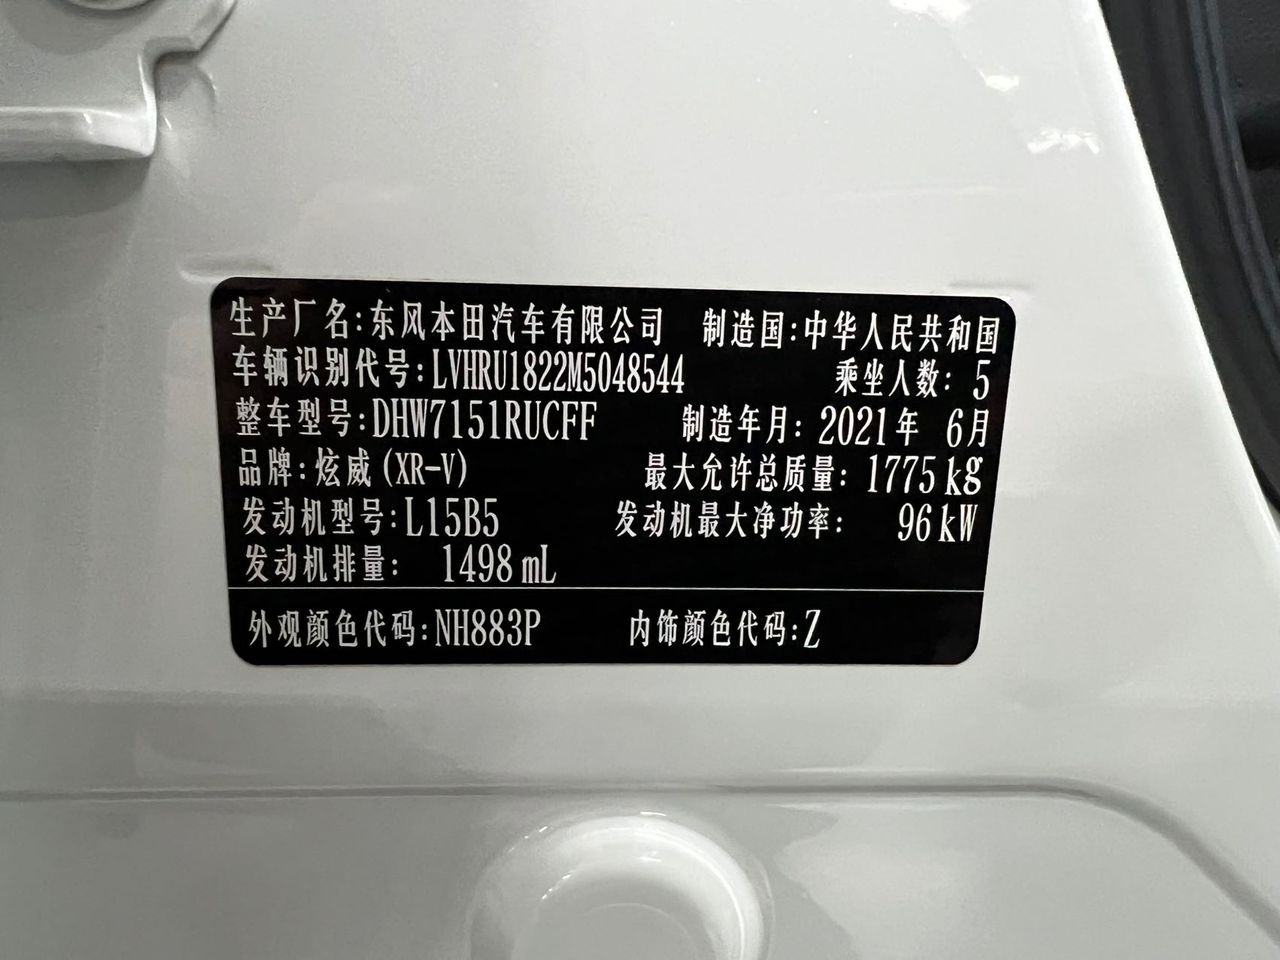 生产厂名:东风本田汽车有限公司 制造国:中华人民共和国
车辆识别代号:LVHRU1822M5048544 乘坐人数: 5
整车型号:DHW7151RUCFF 制造年月: 2021年 6月
品牌:炫威(XR-V) 最大允许总质量: 1775kg
发动机型号:L15B5 发动机最大净功率: 96kW
发动机排量: 1498mL
外观颜色代码:NH883P 内饰颜色代码:Z